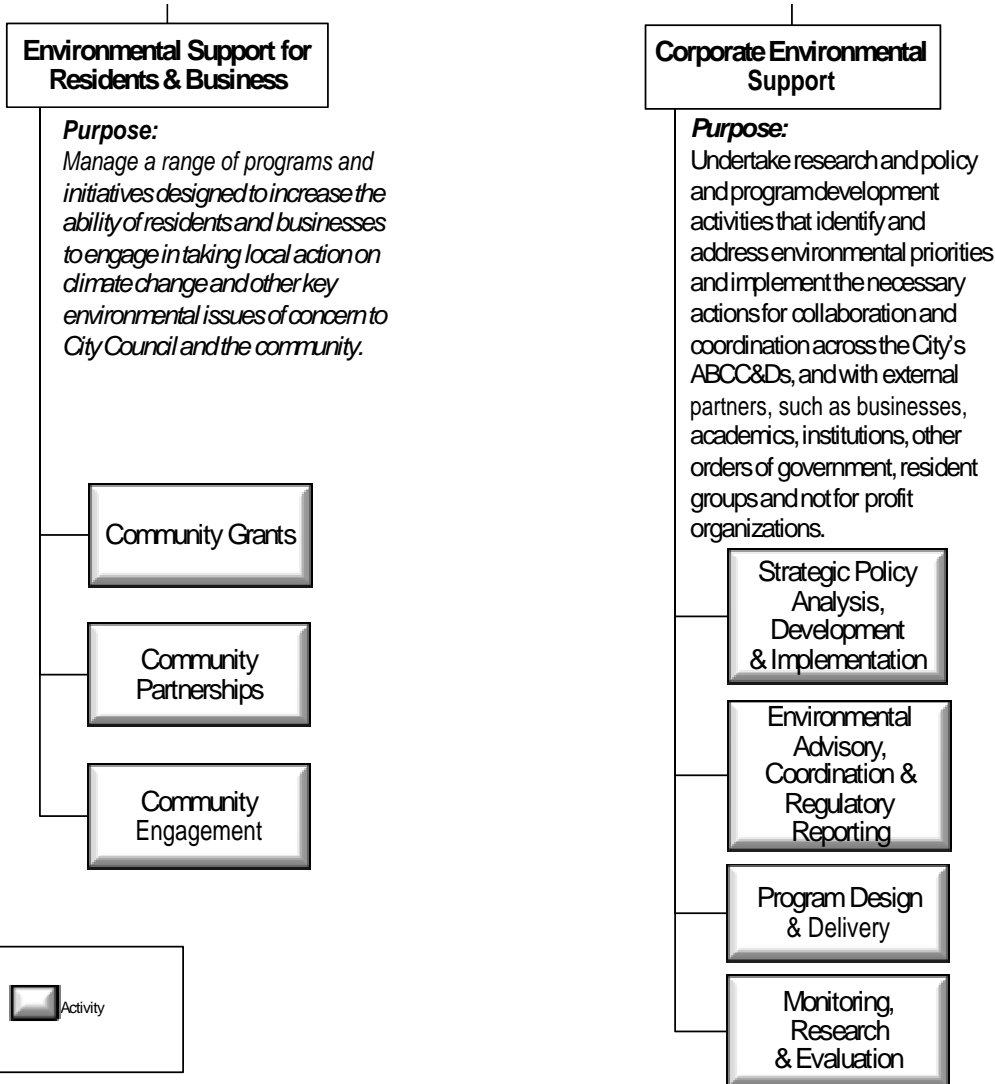 Environmental Support for
Residents & Business
Purpose:
Manage a range of programs and
initiatives designed to increase the
ability of residents and businesses
to engage in taking local action on
climate change and other key
environmental issues of concern to
City Council and the community.
Community Grants
Community
Partnerships
Community
Engagement
Activity
Corporate Environmental
Support
Purpose:
Undertake research and policy
and program development
activities that identify and
address environmental priorities
and implement the necessary
actions for collaboration and
coordination across the City's
ABCC&Ds, and with external
partners, such as businesses,
academics, institutions, other
orders of government, resident
groups and not for profit
organizations.
Strategic Policy
Analysis,
Development
& Implementation
Environmental
Advisory,
Coordination &
Regulatory
Reporting
Program Design
& Delivery
Monitoring,
Research
& Evaluation